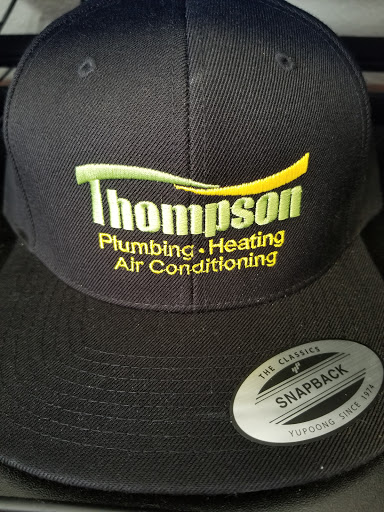 Thompson
Plumbing • Heating
Air Conditioning
THE CLASSICS
SNAPBACK
YUPOONG SINCE 1974